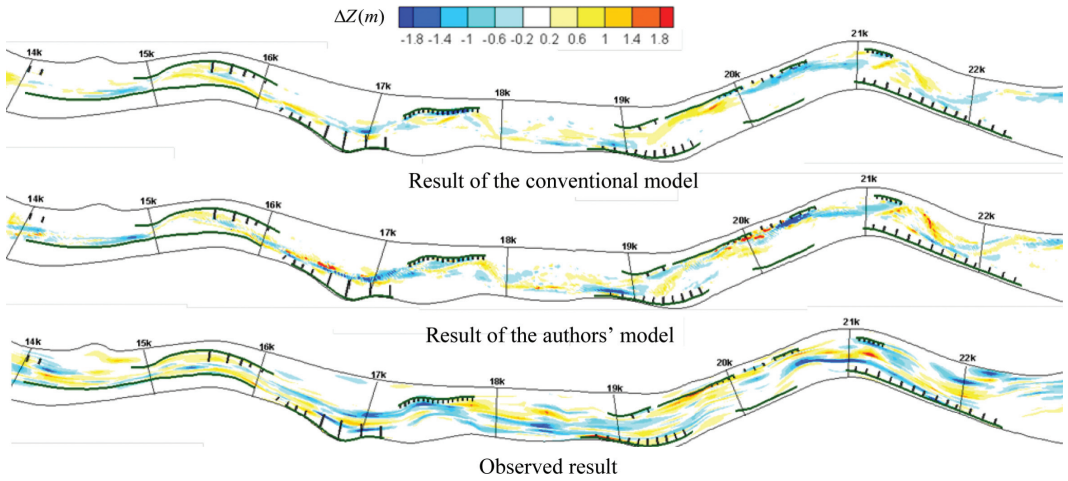 ΔZ(m)
-1.8 -1.4 -1 -0.6 -0.2 0.2 0.6 1 1.4 1.8
14k 15k 16k 17k 18k 19k 20k 21k 22k
Result of the conventional model
14k 15k 16k 17k 18k 19k 20k 21k 22k
Result of the authors’ model
14k 15k 16k 17k 18k 19k 20k 21k 22k
Observed result